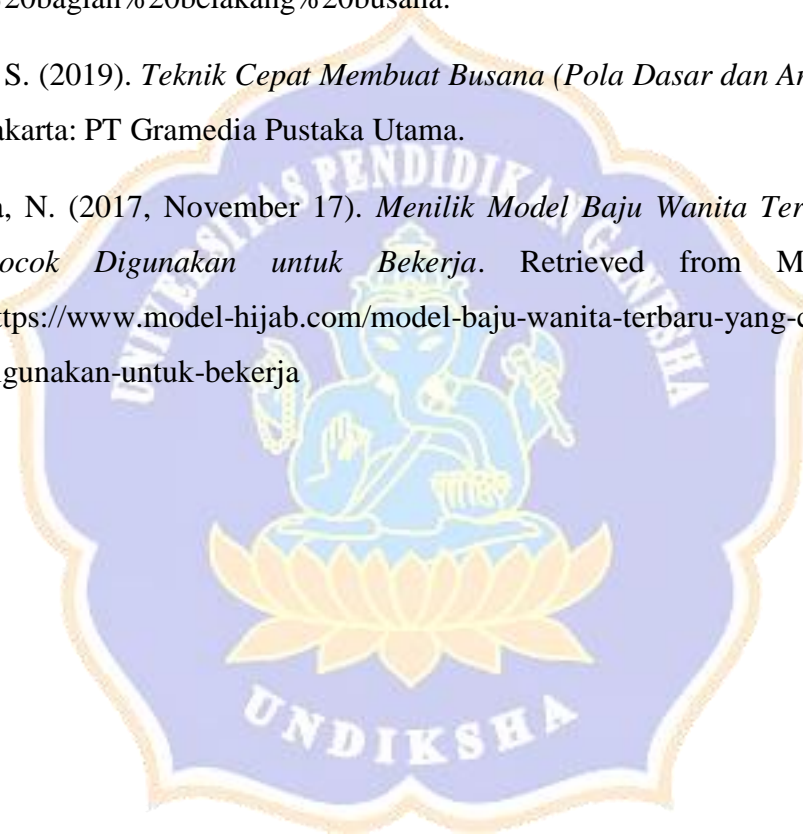 %20bagian%20belakang%20busana.
S. (2019). Teknik Cepat Membuat Busana (Pola Dasar dan
akarta: PT Gramedia Pustaka Utama.
a, N. (2017, November 17). Menilik Model Baju Wanita Ter
ocok Digunakan untuk Bekerja. Retrieved from M
ttps://www.model-hijab.com/model-baju-wanita-terbaru-yang-c
igunakan-untuk-bekerja
UNIVERSITAS PENDIDIKAN GANESHA
UNDIKSHA